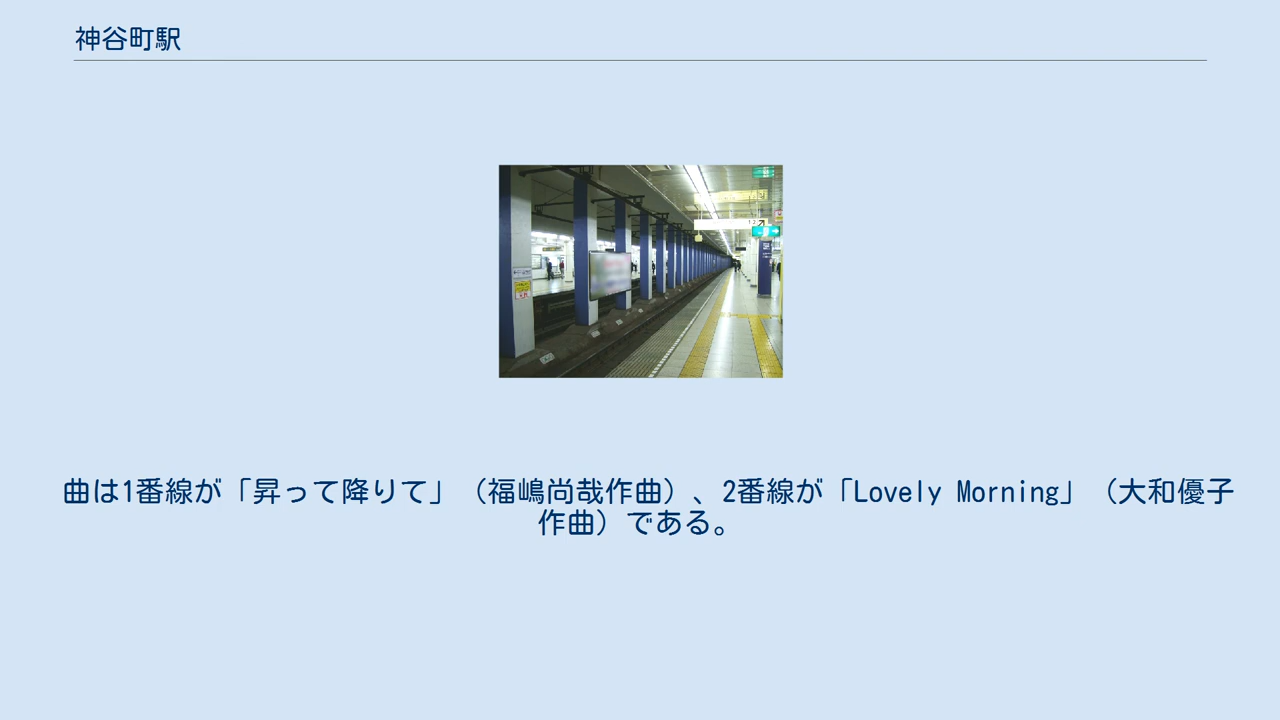 神谷町駅
曲は1番線が「昇って降りて」（福嶋尚哉作曲）、2番線が「Lovely Morning」（大和優子
作曲）である。